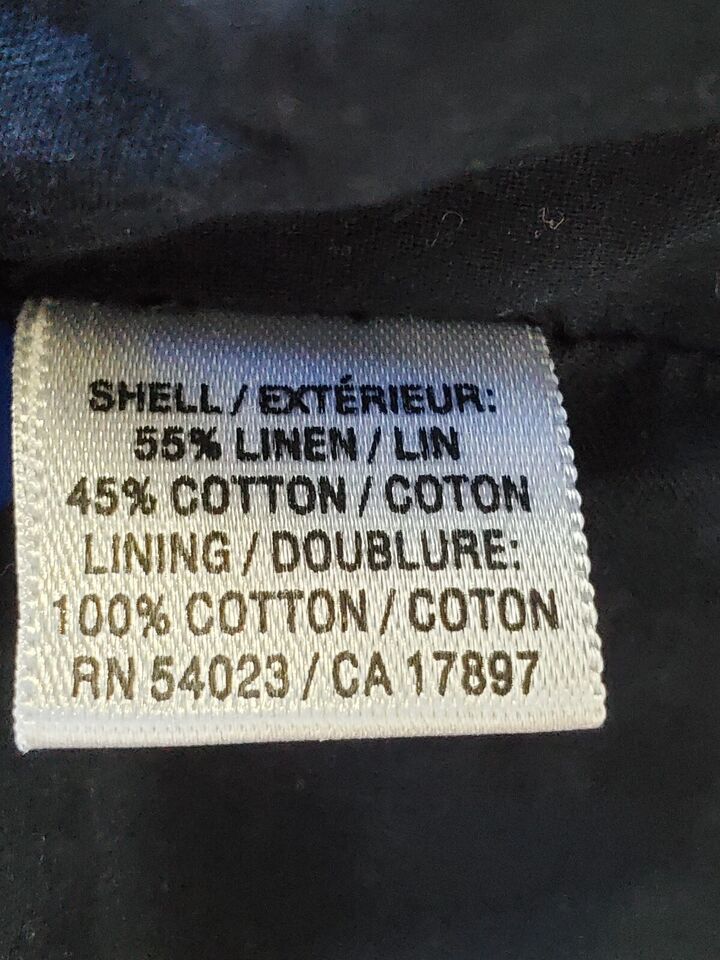 SHELL / EXTÉRIEUR:
55% LINEN / LIN
45% COTTON / COTON
LINING / DOUBLURE:
100% COTTON / COTON
RN 54023 / CA 17897